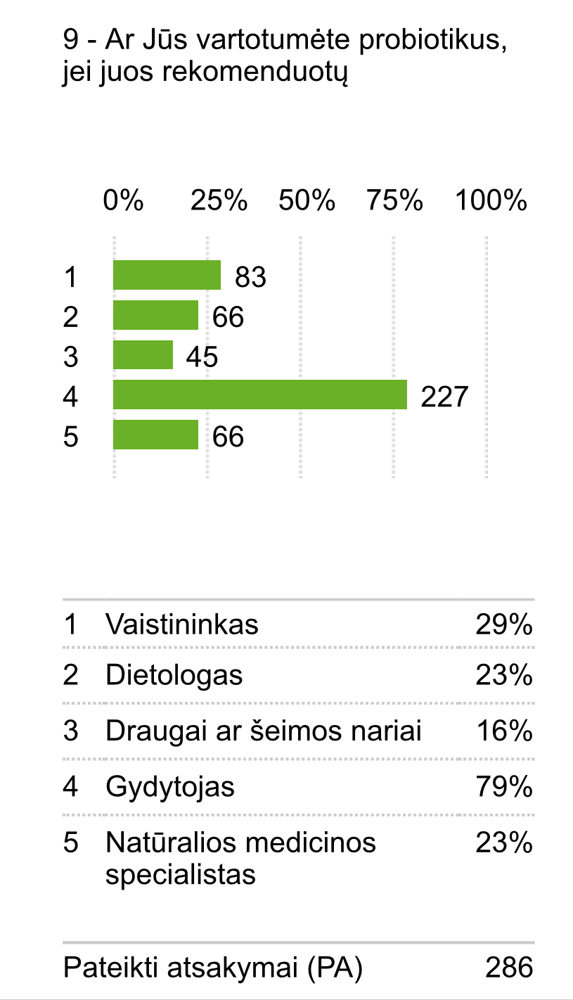 9 - Ar Jūs vartotumėte probiotikus,
jei juos rekomenduotų
0% 25% 50% 75% 100%
1 83
2 66
3 45
4 227
5 66
1 Vaistininkas 29%
2 Dietologas 23%
3 Draugai ar šeimos nariai 16%
4 Gydytojas 79%
5 Natūralios medicinos 23%
specialistas
Pateikti atsakymai (PA) 286